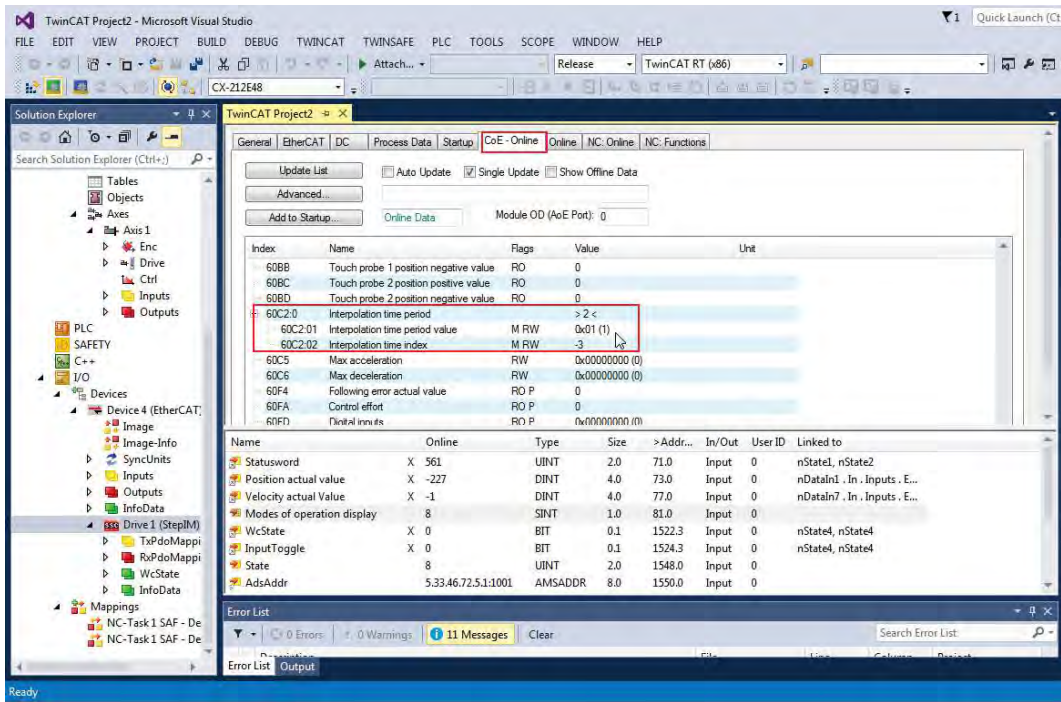 TwinCAT Project2 - Microsoft Visual Studio
1 Quick Launch (Ct
FILE EDIT VIEW PROJECT BUILD DEBUG TWINCAT TWINSAFE PLC TOOLS SCOPE WINDOW HELP
Attach... Release TwinCAT RT (x86)
CX-212E48
Solution Explorer
Search Solution Explorer (Ctrl+;)
Tables
Objects
Axes
Axis 1
Enc
Drive
Ctrl
Inputs
Outputs
PLC
SAFETY
C++
I/O
Devices
Device 4 (EtherCAT)
Image
Image-Info
SyncUnits
Inputs
Outputs
InfoData
Drive 1 (StepIM)
TxPdoMappi
RxPdoMappi
WcState
InfoData
Mappings
NC-Task 1 SAF - De
NC-Task 1 SAF - De
TwinCAT Project2
General EtherCAT DC Process Data Startup CoE - Online Online NC: Online NC: Functions
Update List Auto Update Single Update Show Offline Data
Advanced...
Add to Startup... Online Data Module OD (AoE Port): 0
Index Name Flags Value Unit
60BB Touch probe 1 position negative value RO 0
60BC Touch probe 2 position positive value RO 0
60BD Touch probe 2 position negative value RO 0
60C2:0 Interpolation time period > 2 <
60C2:01 Interpolation time period value M RW 0x01 (1)
60C2:02 Interpolation time index M RW -3
60C5 Max acceleration RW 0x00000000 (0)
60C6 Max deceleration RW 0x00000000 (0)
60F4 Following error actual value RO P 0
60FA Control effort RO P 0
60FD Digital inputs RO P 0x00000000 (0)
Name Online Type Size >Addr... In/Out User ID Linked to
Statusword X 561 UINT 2.0 71.0 Input 0 nState1, nState2
Position actual value X -227 DINT 4.0 73.0 Input 0 nDataIn1 . In . Inputs . E...
Velocity actual Value X -1 DINT 4.0 77.0 Input 0 nDataIn7 . In . Inputs . E...
Modes of operation display 8 SINT 1.0 81.0 Input 0
WcState X 0 BIT 0.1 1522.3 Input 0 nState4, nState4
InputToggle X 0 BIT 0.1 1524.3 Input 0 nState4, nState4
State 8 UINT 2.0 1548.0 Input 0
AdsAddr 5.33.46.72.5.1:1001 AMSADDR 8.0 1550.0 Input 0
Error List
0 Errors 0 Warnings 11 Messages Clear Search Error List
Error List Output
Ready